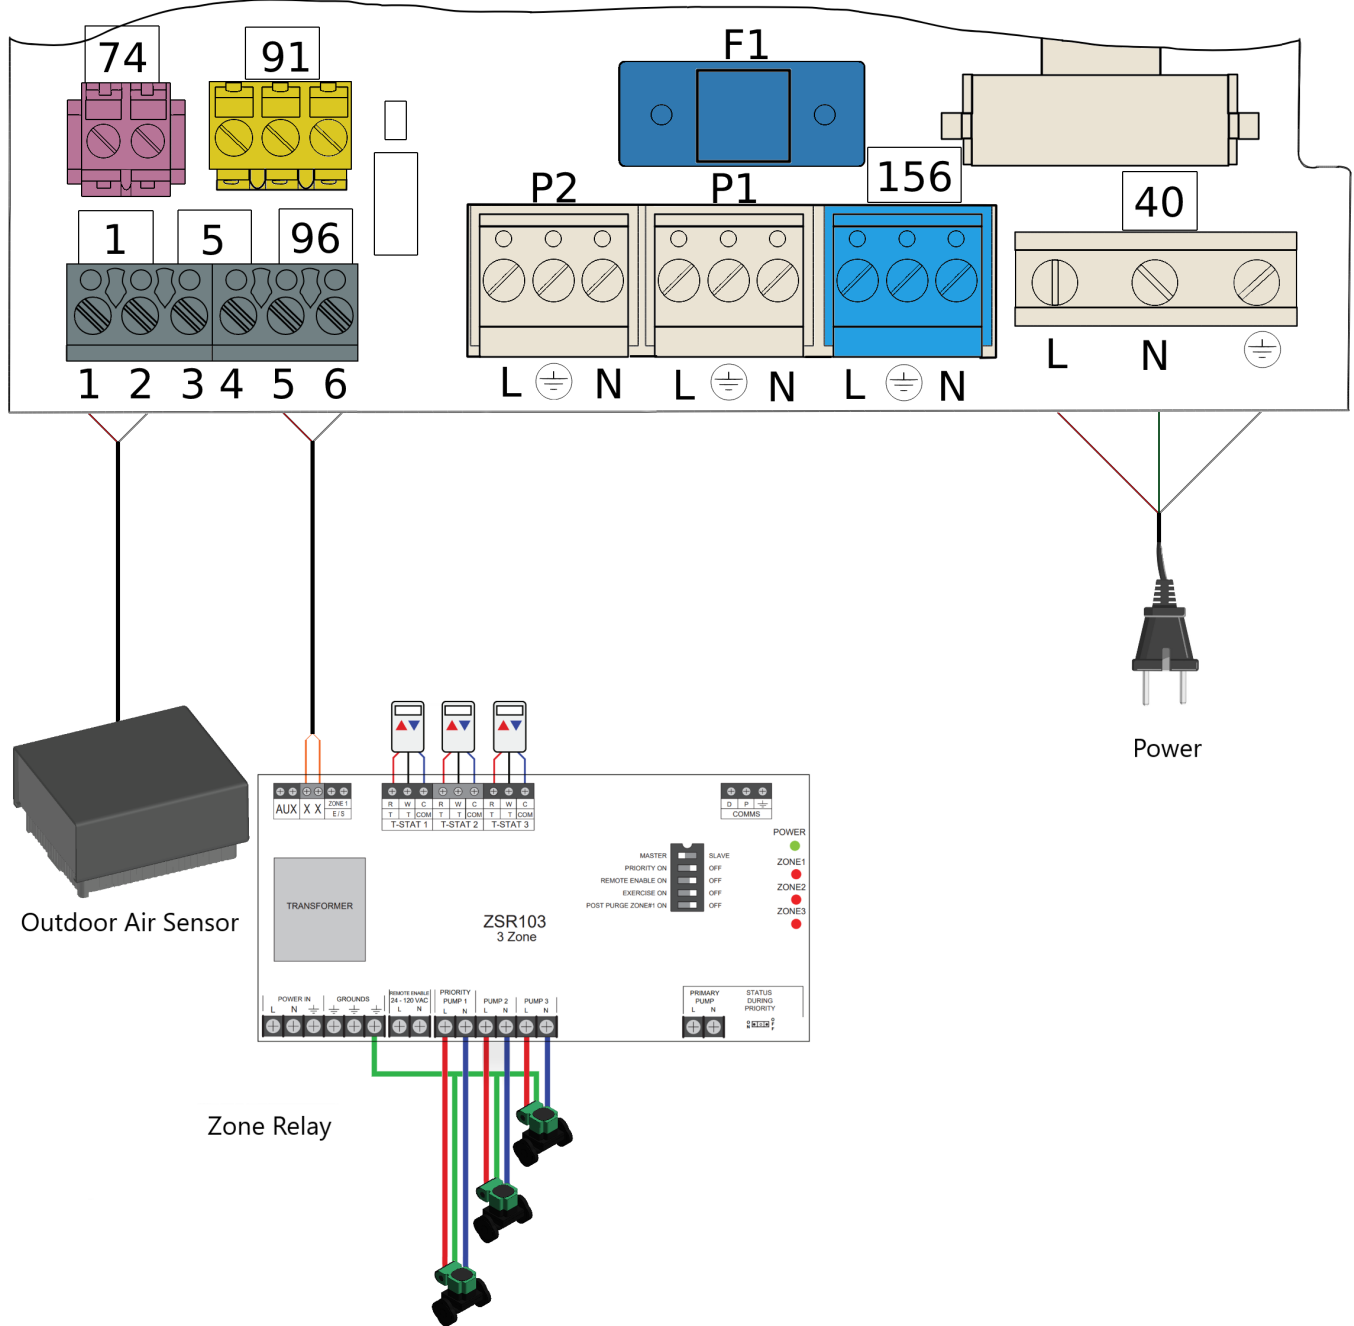 74
91
F1
P2
P1
156
40
1
5
96
1 2 3 4 5 6
L N
L N
L N
L N
Power
Outdoor Air Sensor
AUX
X X
ZONE 1
E / S
R W C
T T COM
T-STAT 1
R W C
T T COM
T-STAT 2
R W C
T T COM
T-STAT 3
D P
COMMS
POWER
ZONE1
ZONE2
ZONE3
MASTER SLAVE
PRIORITY ON OFF
REMOTE ENABLE ON OFF
EXERCISE ON OFF
POST PURGE ZONE#1 ON OFF
TRANSFORMER
ZSR103
3 Zone
POWER IN
L N
GROUNDS
REMOTE ENABLE
24 - 120 VAC
L N
PRIORITY
PUMP 1
L N
PUMP 2
L N
PUMP 3
L N
PRIMARY
PUMP
L N
STATUS
DURING
PRIORITY
ON
OFF
Zone Relay